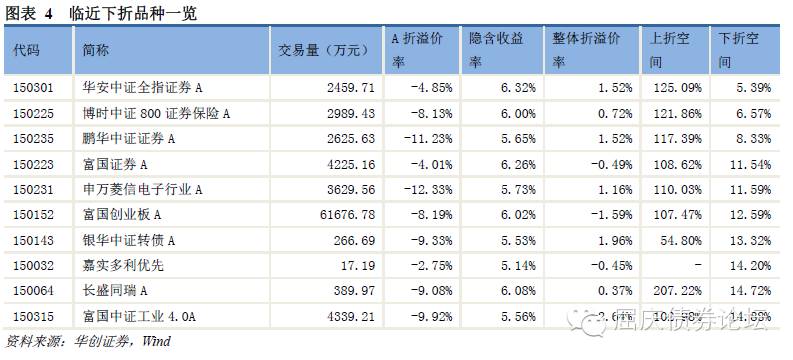 图表 4 临近下折品种一览
代码 简称 交易量（万元） A 折溢价率 隐含收益率 整体折溢价率 上折空间 下折空间
150301 华安中证全指证券 A 2459.71 -4.85% 6.32% 1.52% 125.09% 5.39%
150225 博时中证 800 证券保险 A 2989.43 -8.13% 6.00% 0.72% 121.86% 6.57%
150235 鹏华中证证券 A 2625.63 -11.23% 5.65% 1.52% 117.39% 8.33%
150223 富国证券 A 4225.16 -4.01% 6.26% -0.49% 108.62% 11.54%
150231 申万菱信电子行业 A 3629.56 -12.33% 5.73% 1.16% 110.03% 11.59%
150152 富国创业板 A 61676.78 -8.19% 6.02% -1.59% 107.47% 12.59%
150143 银华中证转债 A 266.69 -9.33% 5.53% 1.96% 54.80% 13.32%
150032 嘉实多利优先 17.19 -2.75% 5.14% -0.45% - 14.20%
150064 长盛同瑞 A 389.97 -9.08% 6.08% 0.37% 207.22% 14.72%
150315 富国中证工业 4.0A 4339.21 -9.92% 5.56%
屈庆债券论坛
资料来源：华创证券，Wind